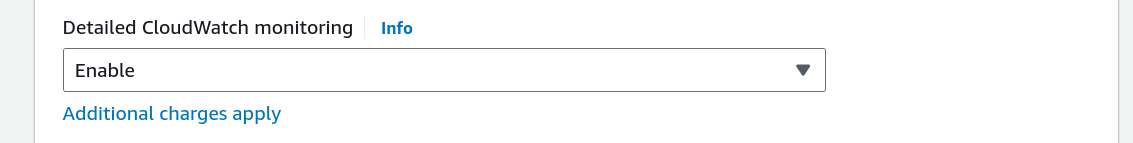 Detailed CloudWatch monitoring Info
Enable
Additional charges apply